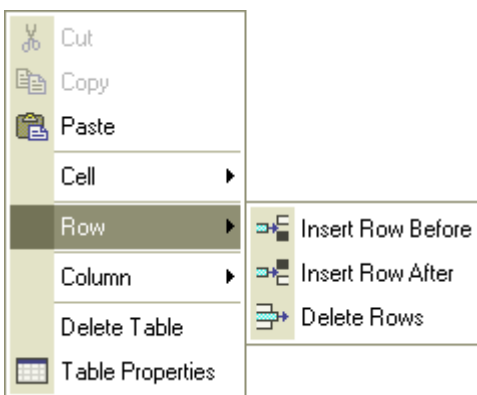 Cut
Copy
Paste
Cell
Row
Column
Delete Table
Table Properties
Insert Row Before
Insert Row After
Delete Rows